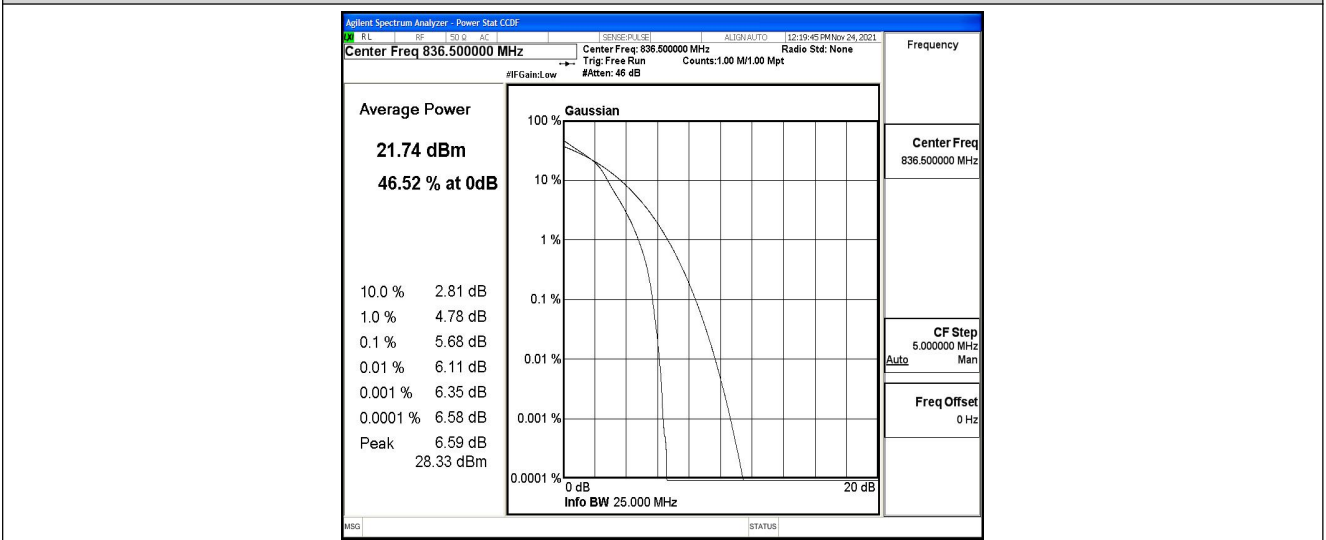 Agilent Spectrum Analyzer - Power Stat CCDF
RL RF 50 Ω AC SENSE:PULSE ALIGN AUTO 12:19:45 PM Nov 24, 2021
Center Freq 836.500000 MHz
Center Freq: 836.500000 MHz Radio Std: None
Trig: Free Run Counts:1.00 M/1.00 Mpt
#IFGain:Low #Atten: 46 dB
Frequency
Average Power
21.74 dBm
46.52 % at 0dB
10.0 % 2.81 dB
1.0 % 4.78 dB
0.1 % 5.68 dB
0.01 % 6.11 dB
0.001 % 6.35 dB
0.0001 % 6.58 dB
Peak 6.59 dB
28.33 dBm
Gaussian
100 %
10 %
1 %
0.1 %
0.01 %
0.001 %
0.0001 %
0 dB 20 dB
Info BW 25.000 MHz
Center Freq
836.500000 MHz
CF Step
5.000000 MHz
Auto Man
Freq Offset
0 Hz
MSG STATUS